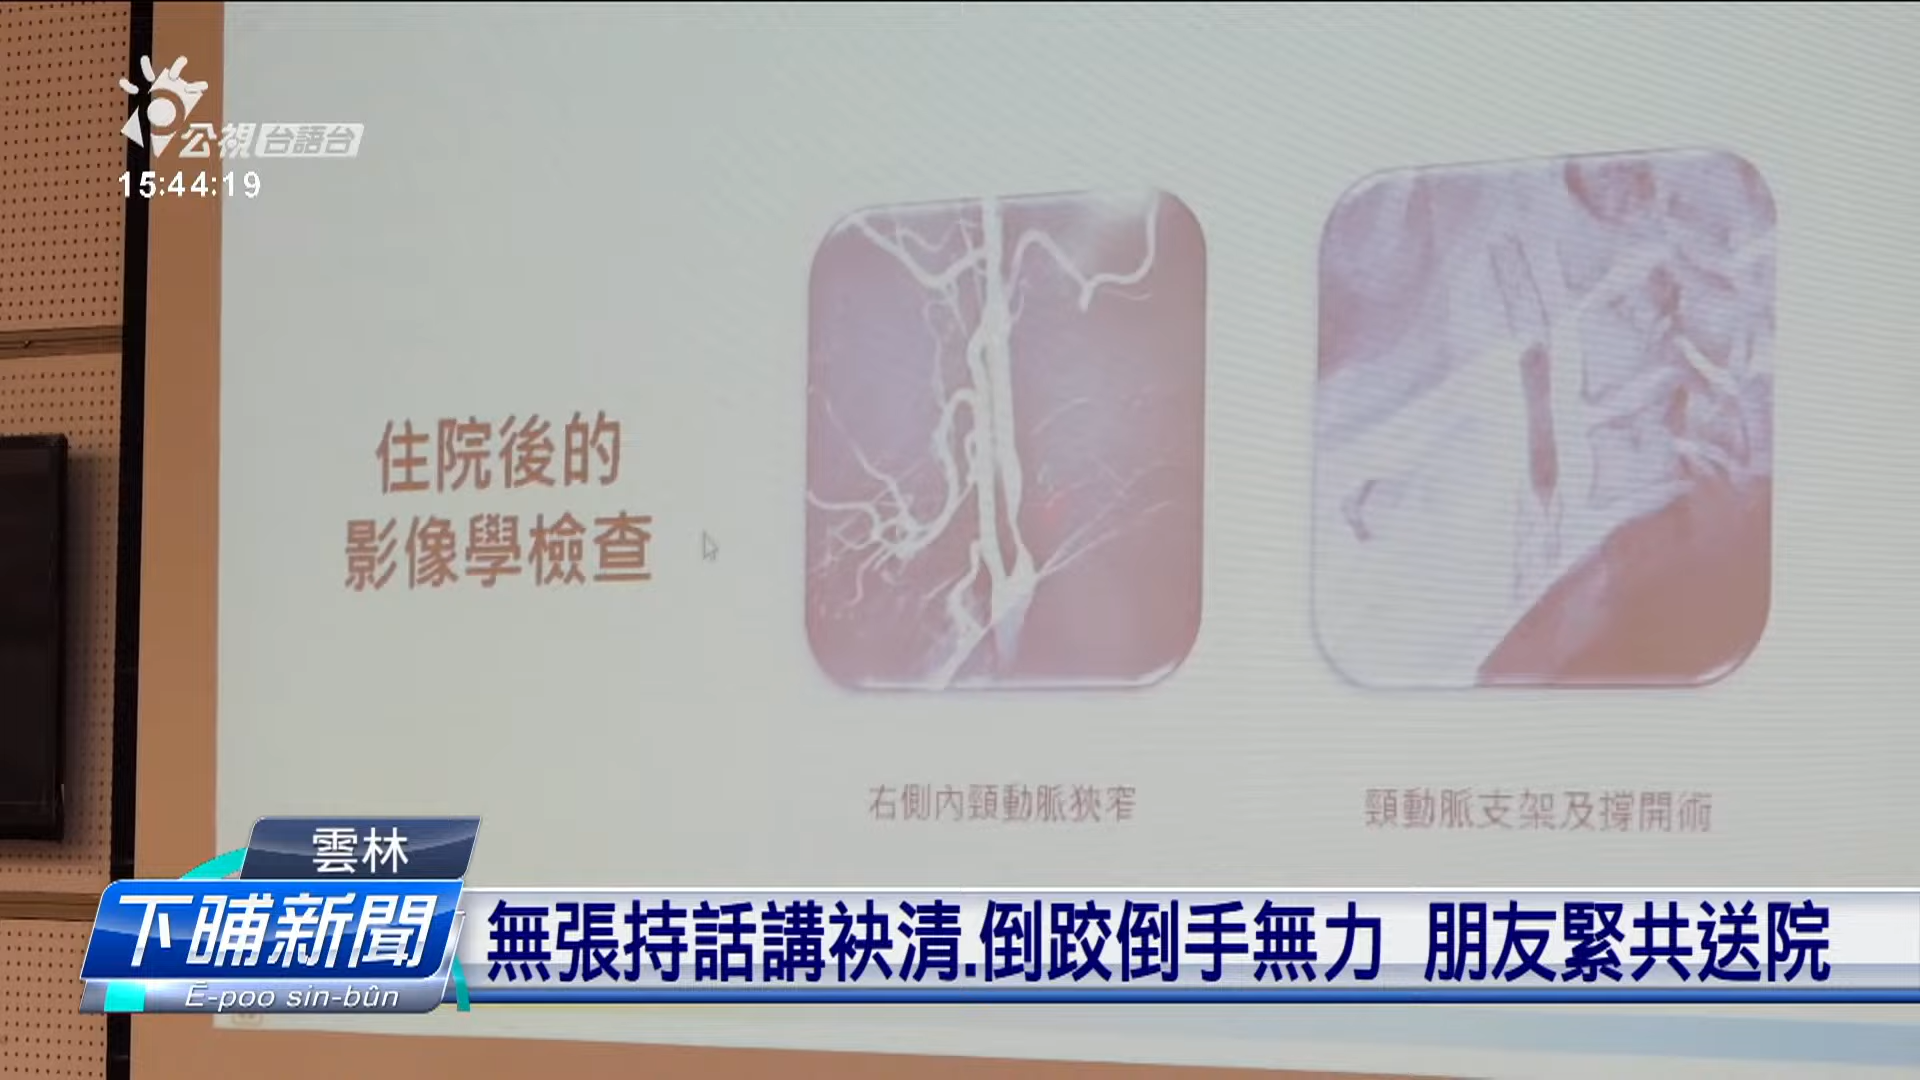 公視台語台
15:44:19
住院後的
影像學檢查
右側內頸動脈狹窄
頸動脈支架及撐開術
雲林
下晡新聞
Ē-poo sin-bûn
無張持話講袂清.倒跤倒手無力 朋友緊共送院